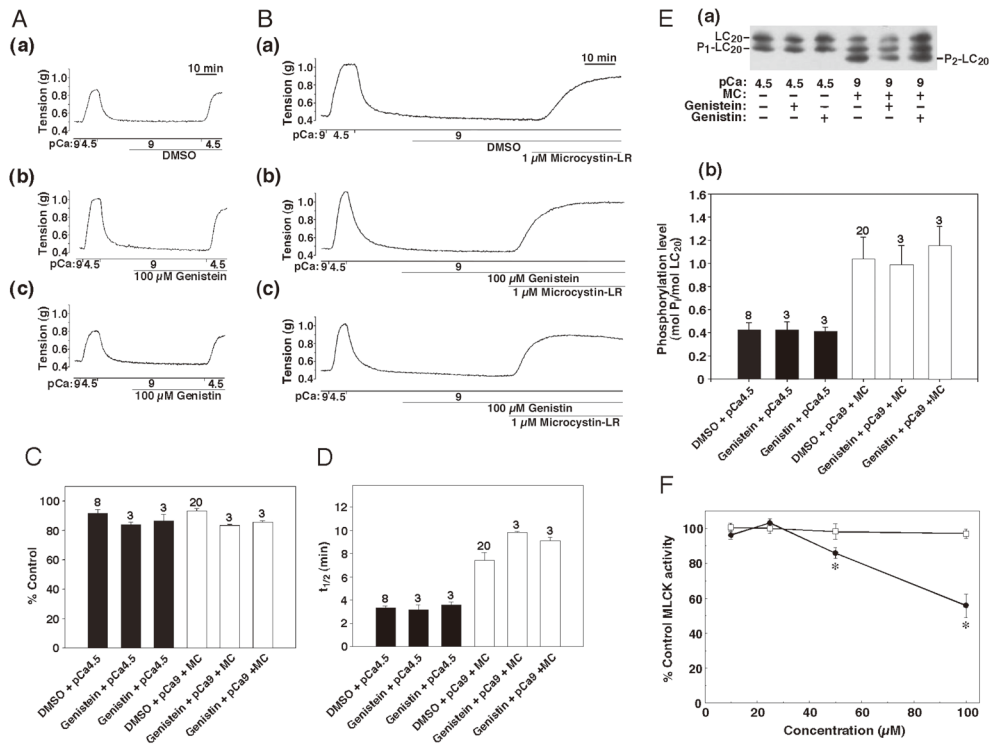 A
(a)
10 min
Tension (g)
1.0
0.8
0.6
0.4
pCa:9 4.5
9
4.5
DMSO
(b)
Tension (g)
1.0
0.8
0.6
0.4
pCa:9 4.5
9
4.5
100 µM Genistein
(c)
Tension (g)
1.0
0.8
0.6
0.4
pCa:9 4.5
9
4.5
100 µM Genistin
B
(a)
10 min
Tension (g)
1.0
0.8
0.6
0.4
pCa:9 4.5
9
DMSO
1 µM Microcystin-LR
(b)
Tension (g)
1.0
0.8
0.6
0.4
pCa:9 4.5
9
100 µM Genistein
1 µM Microcystin-LR
(c)
Tension (g)
1.0
0.8
0.6
0.4
pCa:9 4.5
9
100 µM Genistin
1 µM Microcystin-LR
C
% Control
100
80
60
40
20
0
8 3 3 20 3 3
DMSO + pCa4.5
Genistein + pCa4.5
Genistin + pCa4.5
DMSO + pCa9 + MC
Genistein + pCa9 + MC
Genistin + pCa9 +MC
D
t1/2 (min)
12
10
8
6
4
2
0
8 3 3 20 3 3
DMSO + pCa4.5
Genistein + pCa4.5
Genistin + pCa4.5
DMSO + pCa9 + MC
Genistein + pCa9 + MC
Genistin + pCa9 +MC
E
(a)
LC20
P1-LC20
P2-LC20
pCa: 4.5 4.5 4.5 9 9 9
MC: – – – + + +
Genistein: – + – – + –
Genistin: – – + – – +
(b)
Phosphorylation level
(mol Pi/mol LC20)
1.6
1.4
1.2
1.0
0.8
0.6
0.4
0.2
0
8 3 3 20 3 3
DMSO + pCa4.5
Genistein + pCa4.5
Genistin + pCa4.5
DMSO + pCa9 + MC
Genistein + pCa9 + MC
Genistin + pCa9 +MC
F
% Control MLCK activity
100
80
60
40
20
0
* *
0 20 40 60 80 100
Concentration (µM)